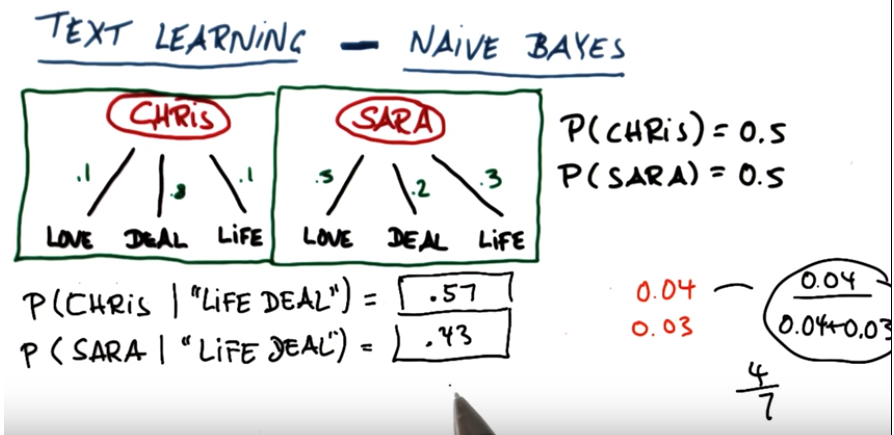 TEXT LEARNING - NAIVE BAYES
CHRIS
.1 .8 .1
LOVE DEAL LIFE
SARA
.5 .2 .3
LOVE DEAL LIFE
P(CHRIS) = 0.5
P(SARA) = 0.5
P(CHRIS | "LIFE DEAL") = .57
P(SARA | "LIFE DEAL") = .43
0.04
0.03
0.04
0.04+0.03
4
7